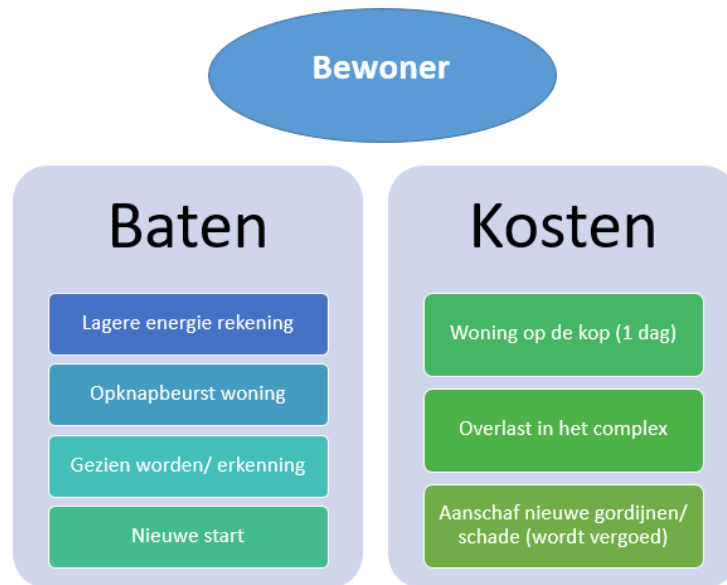 Bewoner
Baten
Lagere energie rekening
Opknapbeurst woning
Gezien worden/ erkenning
Nieuwe start
Kosten
Woning op de kop (1 dag)
Overlast in het complex
Aanschaf nieuwe gordijnen/
schade (wordt vergoed)